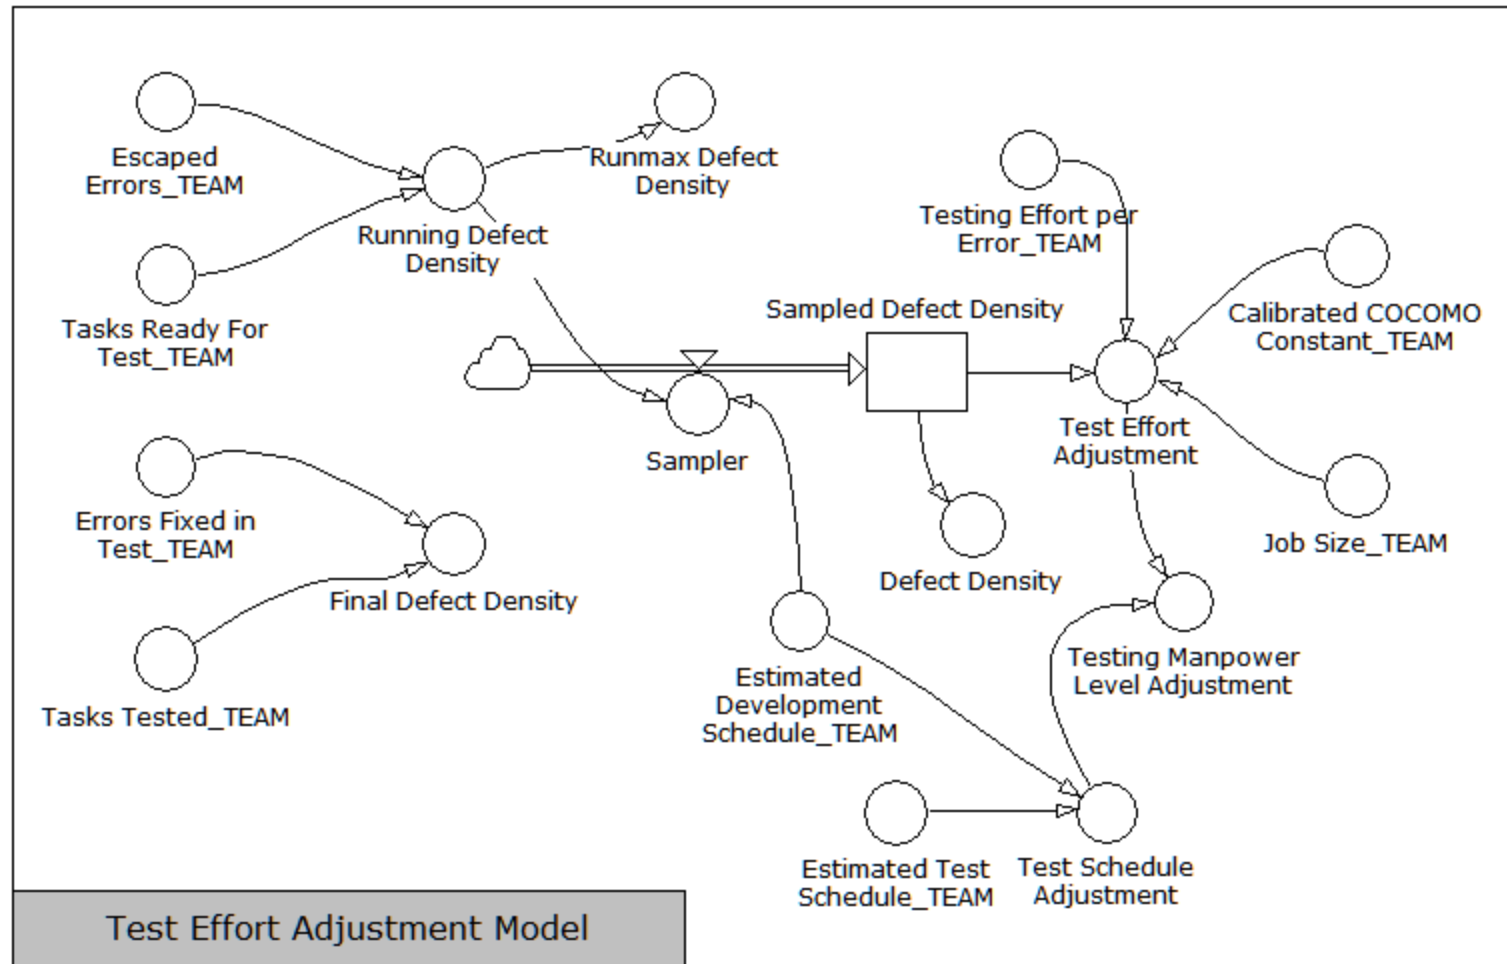 Escaped
Errors_TEAM
Runmax Defect
Density
Running Defect
Density
Tasks Ready For
Test_TEAM
Testing Effort per
Error_TEAM
Calibrated COCOMO
Constant_TEAM
Sampled Defect Density
Sampler
Test Effort
Adjustment
Errors Fixed in
Test_TEAM
Final Defect Density
Defect Density
Job Size_TEAM
Tasks Tested_TEAM
Estimated
Development
Schedule_TEAM
Testing Manpower
Level Adjustment
Estimated Test
Schedule_TEAM
Test Schedule
Adjustment
Test Effort Adjustment Model